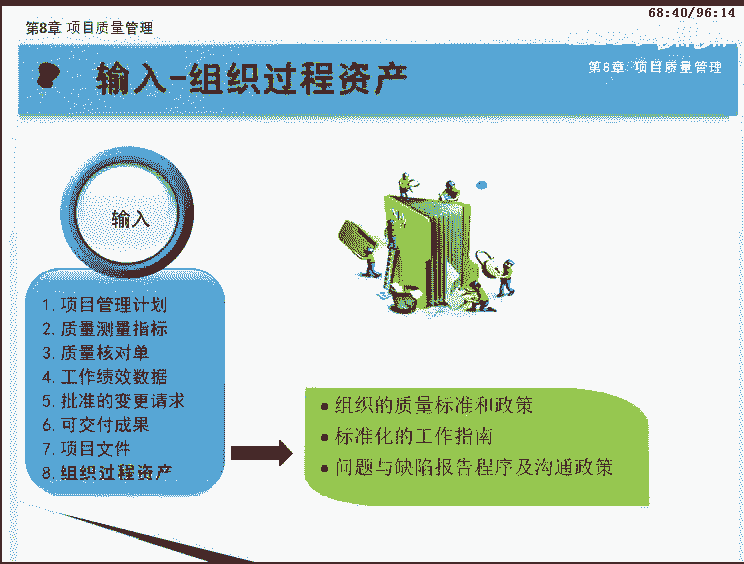 68:40/96:14
第8章 项目质量管理
输入-组织过程资产
第8章 项目质量管理
输入
1. 项目管理计划
2. 质量测量指标
3. 质量核对单
4. 工作绩效数据
5. 批准的变更请求
6. 可交付成果
7. 项目文件
8. 组织过程资产
● 组织的质量标准和政策
● 标准化的工作指南
● 问题与缺陷报告程序及沟通政策